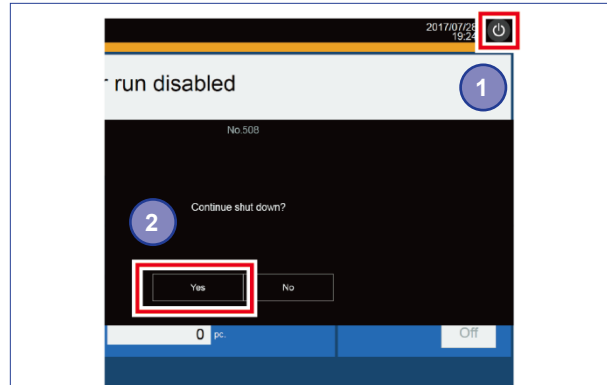 2017/07/28
19:24
1
r run disabled
No.508
Continue shut down?
2
Yes
No
0 pc.
Off